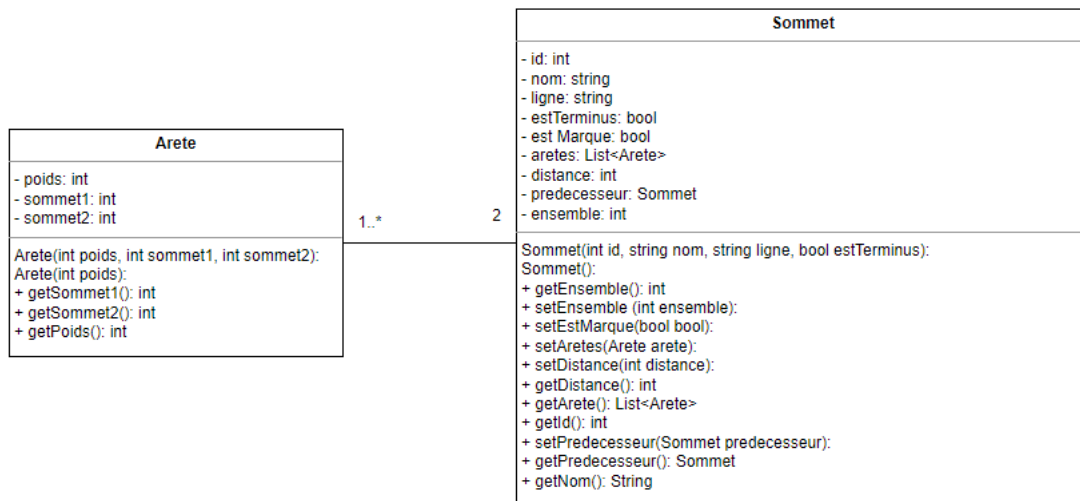 Arete
- poids: int
- sommet1: int
- sommet2: int
Arete(int poids, int sommet1, int sommet2):
Arete(int poids):
+ getSommet1(): int
+ getSommet2(): int
+ getPoids(): int
1..*
2
Sommet
- id: int
- nom: string
- ligne: string
- estTerminus: bool
- est Marque: bool
- aretes: List<Arete>
- distance: int
- predecesseur: Sommet
- ensemble: int
Sommet(int id, string nom, string ligne, bool estTerminus):
Sommet():
+ getEnsemble(): int
+ setEnsemble (int ensemble):
+ setEstMarque(bool bool):
+ setAretes(Arete arete):
+ setDistance(int distance):
+ getDistance(): int
+ getArete(): List<Arete>
+ getId(): int
+ setPredecesseur(Sommet predecesseur):
+ getPredecesseur(): Sommet
+ getNom(): String